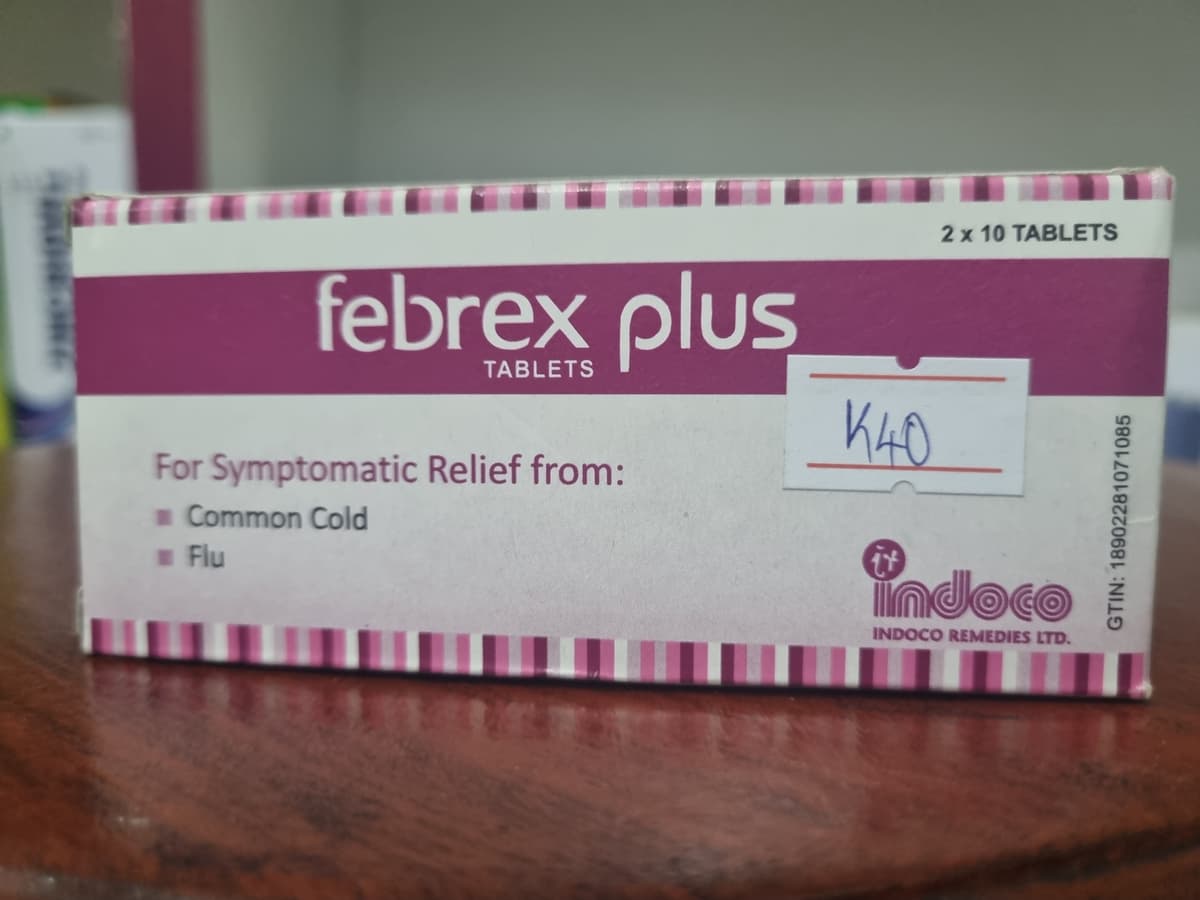 2 x 10 TABLETS
febrex plus
TABLETS
K40
For Symptomatic Relief from:
Common Cold
Flu
indoco
INDOCO REMEDIES LTD.
GTIN: 18902281071085